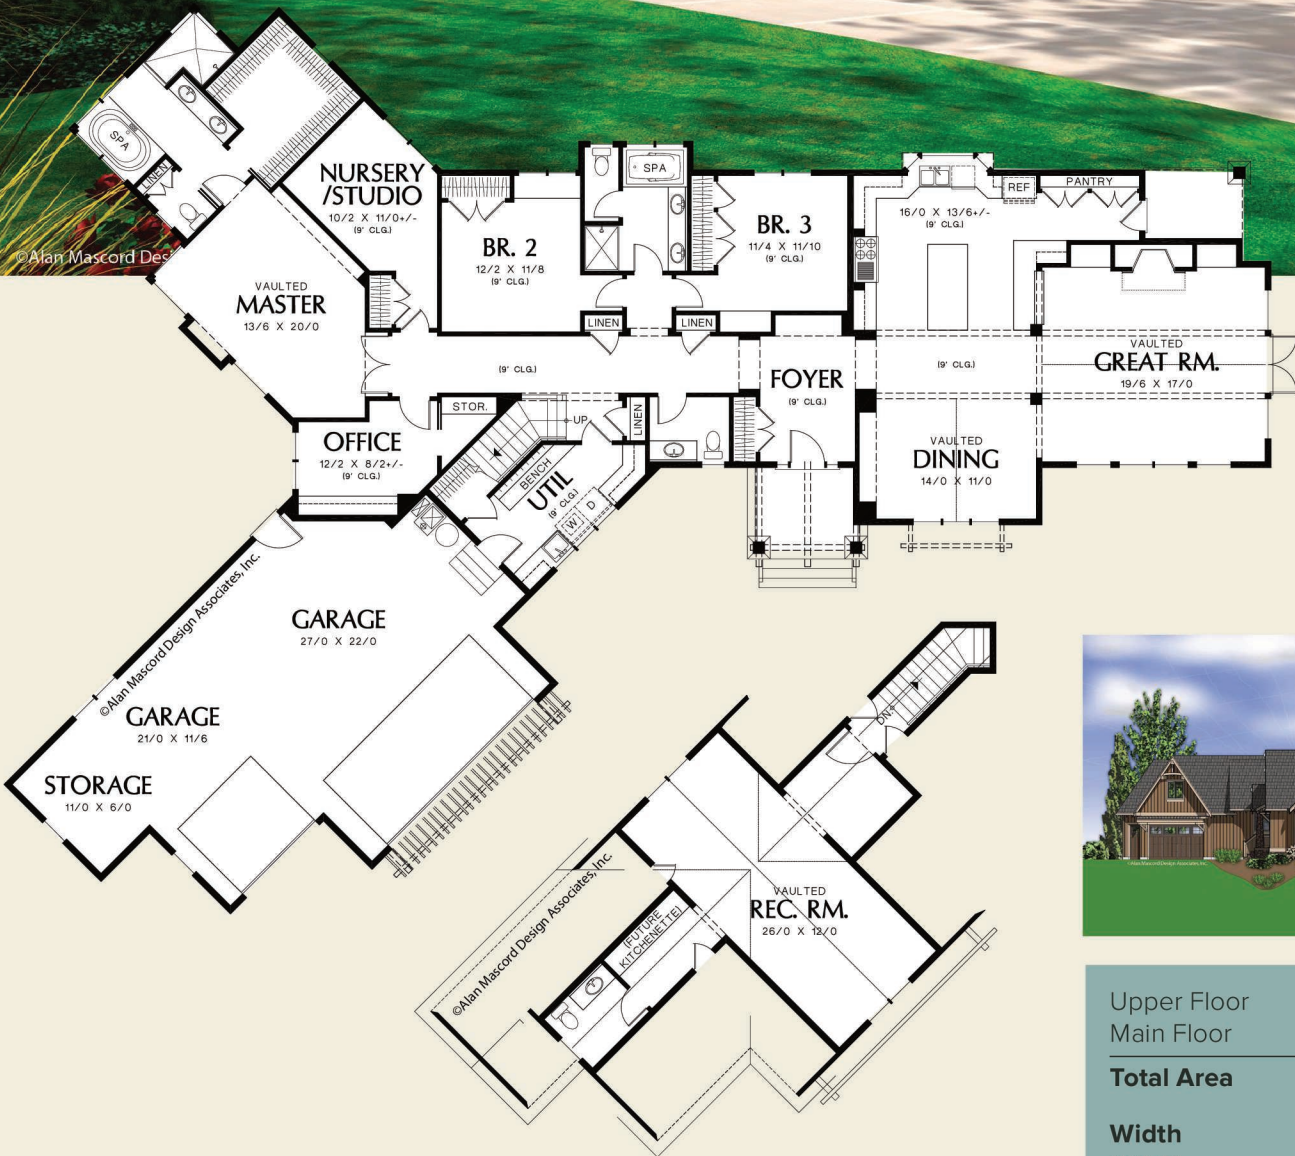 SPA
LINEN
©Alan Mascord Desi
NURSERY
/STUDIO
10/2 X 11/0+/-
(9' CLG.)
VAULTED
MASTER
13/6 X 20/0
BR. 2
12/2 X 11/8
(9' CLG.)
SPA
BR. 3
11/4 X 11/10
(9' CLG.)
16/0 X 13/6+/-
(9' CLG.)
REF
PANTRY
LINEN
LINEN
(9' CLG.)
FOYER
(9' CLG.)
(9' CLG.)
VAULTED
GREAT RM.
19/6 X 17/0
VAULTED
DINING
14/0 X 11/0
STOR.
UP
LINEN
OFFICE
12/2 X 8/2+/-
(9' CLG.)
BENCH
UTIL
(9' CLG.)
W
D
©Alan Mascord Design Associates, Inc.
GARAGE
27/0 X 22/0
GARAGE
21/0 X 11/6
STORAGE
11/0 X 6/0
DN.
VAULTED
REC. RM.
26/0 X 12/0
(FUTURE
KITCHENETTE)
©Alan Mascord Design Associates, Inc.
Upper Floor
Main Floor
Total Area
Width